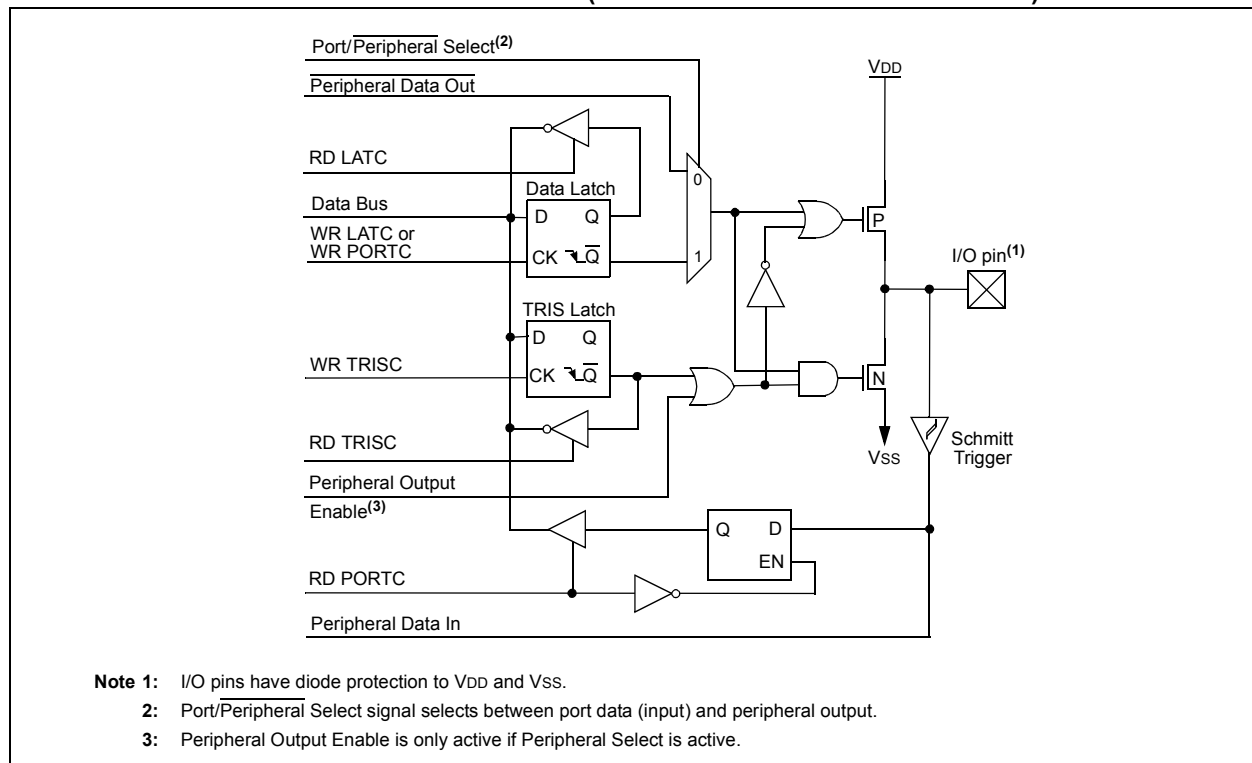 Port/Peripheral Select(2)
VDD
Peripheral Data Out
RD LATC
0
Data Latch
Data Bus
D Q
P
WR LATC or
WR PORTC
CK Q
1
I/O pin(1)
TRIS Latch
D Q
WR TRISC
CK Q
N
RD TRISC
VSS
Schmitt
Trigger
Peripheral Output
Enable(3)
Q D
EN
RD PORTC
Peripheral Data In
Note 1: I/O pins have diode protection to VDD and VSS.
2: Port/Peripheral Select signal selects between port data (input) and peripheral output.
3: Peripheral Output Enable is only active if Peripheral Select is active.